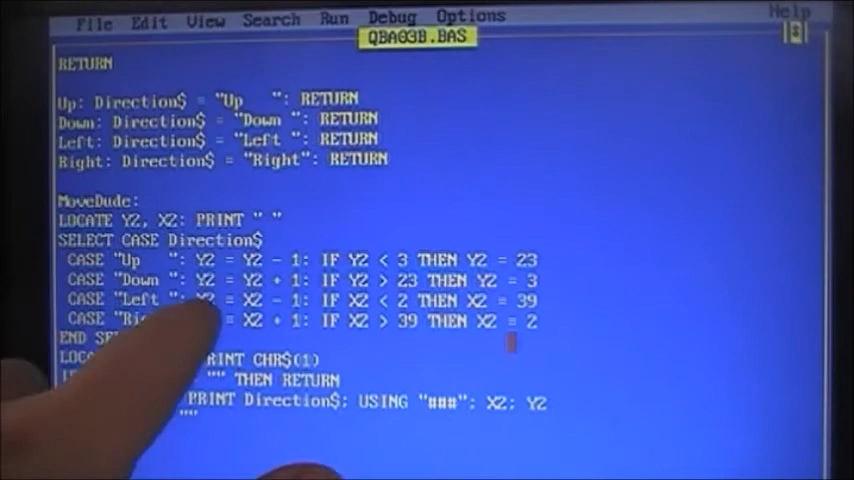 File Edit View Search Run Debug Options Help
QBA03B.BAS
RETURN
Up: Direction$ = "Up   ": RETURN
Down: Direction$ = "Down ": RETURN
Left: Direction$ = "Left ": RETURN
Right: Direction$ = "Right": RETURN
MoveDude:
LOCATE Y2, X2: PRINT " "
SELECT CASE Direction$
CASE "Up   ": Y2 = Y2 - 1: IF Y2 < 3 THEN Y2 = 23
CASE "Down ": Y2 = Y2 + 1: IF Y2 > 23 THEN Y2 = 3
CASE "Left ": X2 = X2 - 1: IF X2 < 2 THEN X2 = 39
CASE = X2 + 1: IF X2 > 39 THEN X2 = 2
END
CHR$(1)
"" THEN RETURN
PRINT Direction$; USING "###"; X2; Y2
""